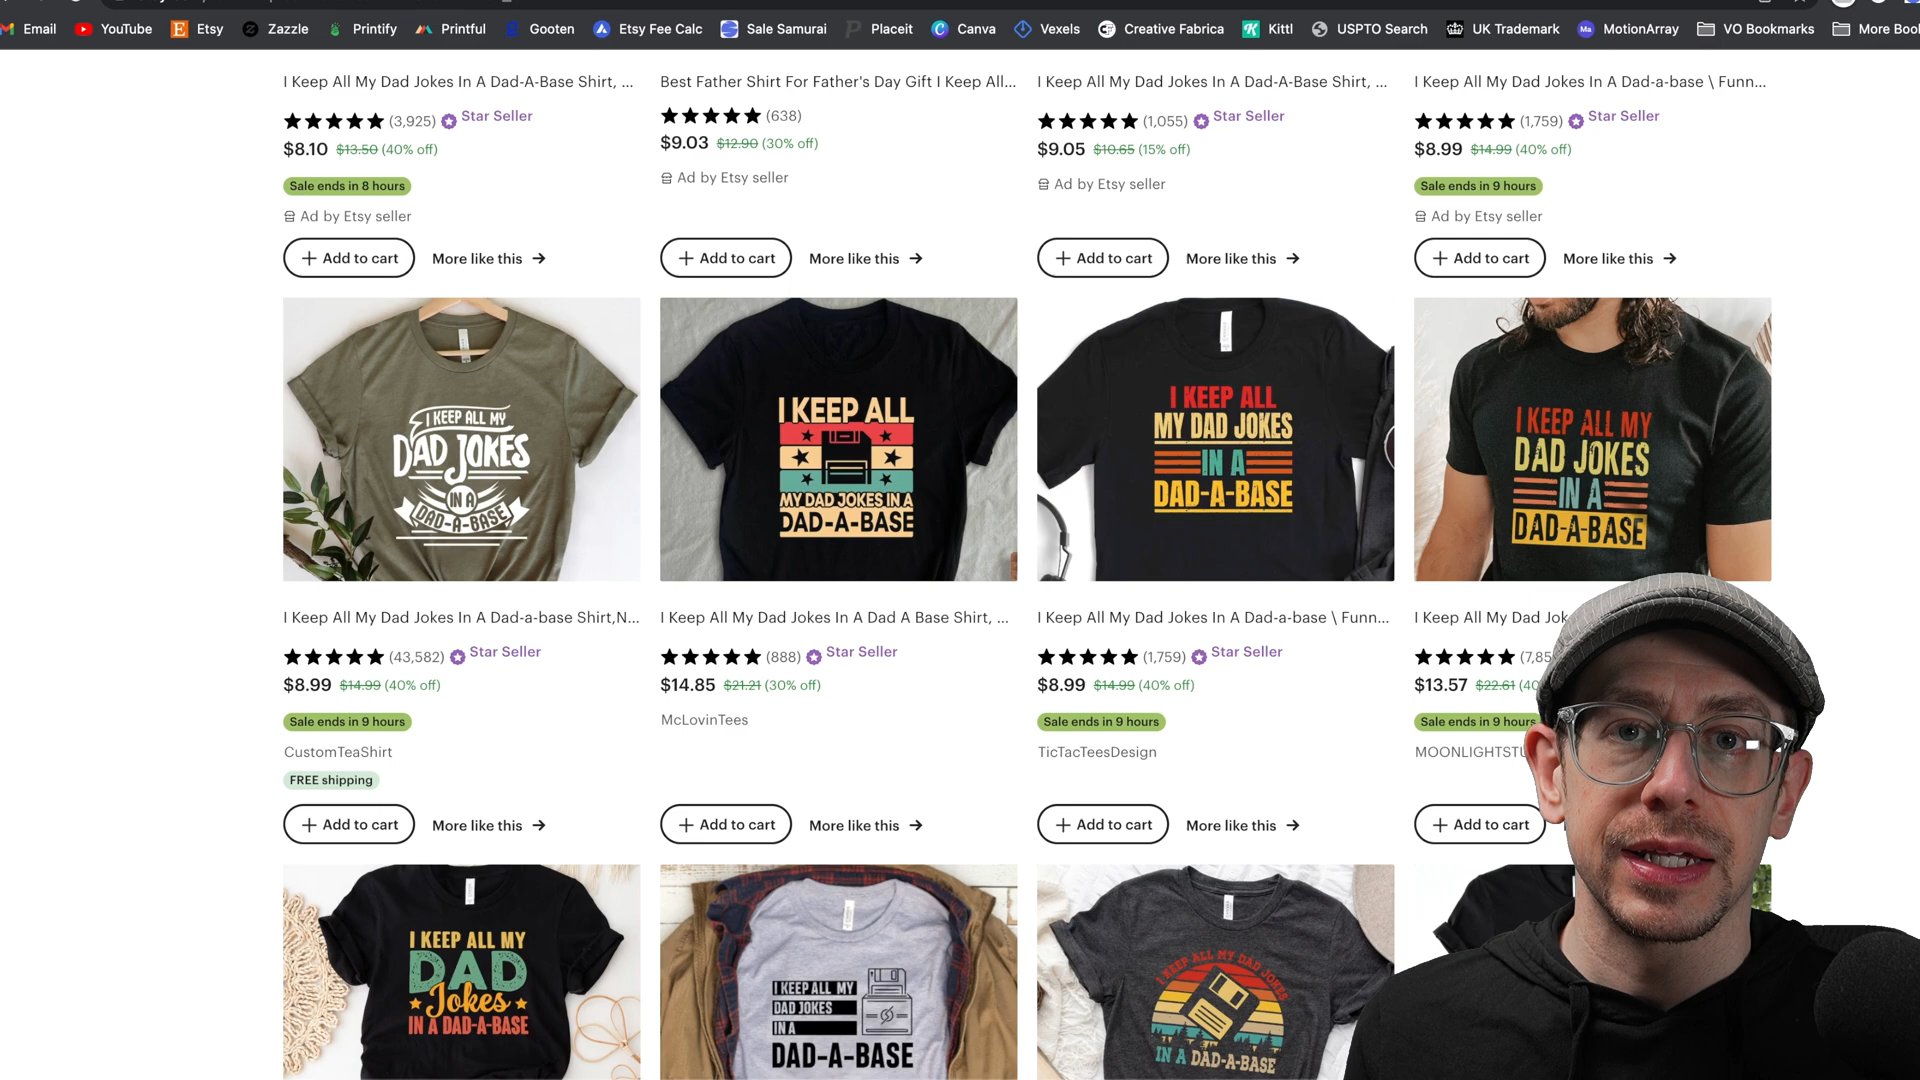 Email YouTube Etsy Zazzle Printify Printful Gooten Etsy Fee Calc Sale Samurai Placeit Canva Vexels Creative Fabrica Kittl USPTO Search UK Trademark MotionArray VO Bookmarks More Bool
I Keep All My Dad Jokes In A Dad-A-Base Shirt, ...
(3,925) Star Seller
$8.10 $13.50 (40% off)
Sale ends in 8 hours
Ad by Etsy seller
Add to cart More like this →
Best Father Shirt For Father's Day Gift I Keep All...
(638)
$9.03 $12.90 (30% off)
Ad by Etsy seller
Add to cart More like this →
I Keep All My Dad Jokes In A Dad-A-Base Shirt, ...
(1,055) Star Seller
$9.05 $10.65 (15% off)
Ad by Etsy seller
Add to cart More like this →
I Keep All My Dad Jokes In A Dad-a-base \ Funn...
(1,759) Star Seller
$8.99 $14.99 (40% off)
Sale ends in 9 hours
Ad by Etsy seller
Add to cart More like this →
I KEEP ALL MY
DAD JOKES
IN A
DAD-A-BASE
I Keep All My Dad Jokes In A Dad-a-base Shirt,N...
(43,582) Star Seller
$8.99 $14.99 (40% off)
Sale ends in 9 hours
CustomTeaShirt
FREE shipping
Add to cart More like this →
I KEEP ALL
MY DAD JOKES IN A
DAD-A-BASE
I Keep All My Dad Jokes In A Dad A Base Shirt, ...
(888) Star Seller
$14.85 $21.21 (30% off)
McLovinTees
Add to cart More like this →
I KEEP ALL
MY DAD JOKES
IN A
DAD-A-BASE
I Keep All My Dad Jokes In A Dad-a-base \ Funn...
(1,759) Star Seller
$8.99 $14.99 (40% off)
Sale ends in 9 hours
TicTacTeesDesign
Add to cart More like this →
I KEEP ALL MY
DAD JOKES
IN A
DAD-A-BASE
I Keep All My Dad Jok
(7,85
$13.57 $22.61 (40
Sale ends in 9 hours
MOONLIGHTSTU
Add to cart
I KEEP ALL MY
DAD
Jokes
IN A DAD-A-BASE
I KEEP ALL MY
DAD JOKES
IN A
DAD-A-BASE
I KEEP ALL MY DAD JOKES
IN A DAD-A-BASE